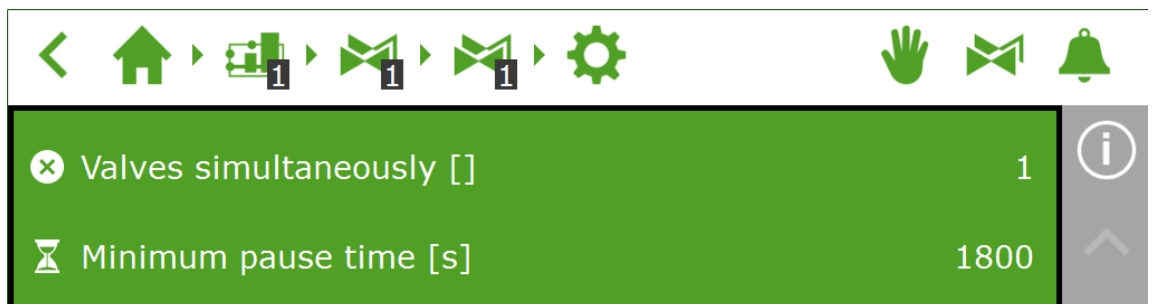 1 1 1
Valves simultaneously [] 1
Minimum pause time [s] 1800